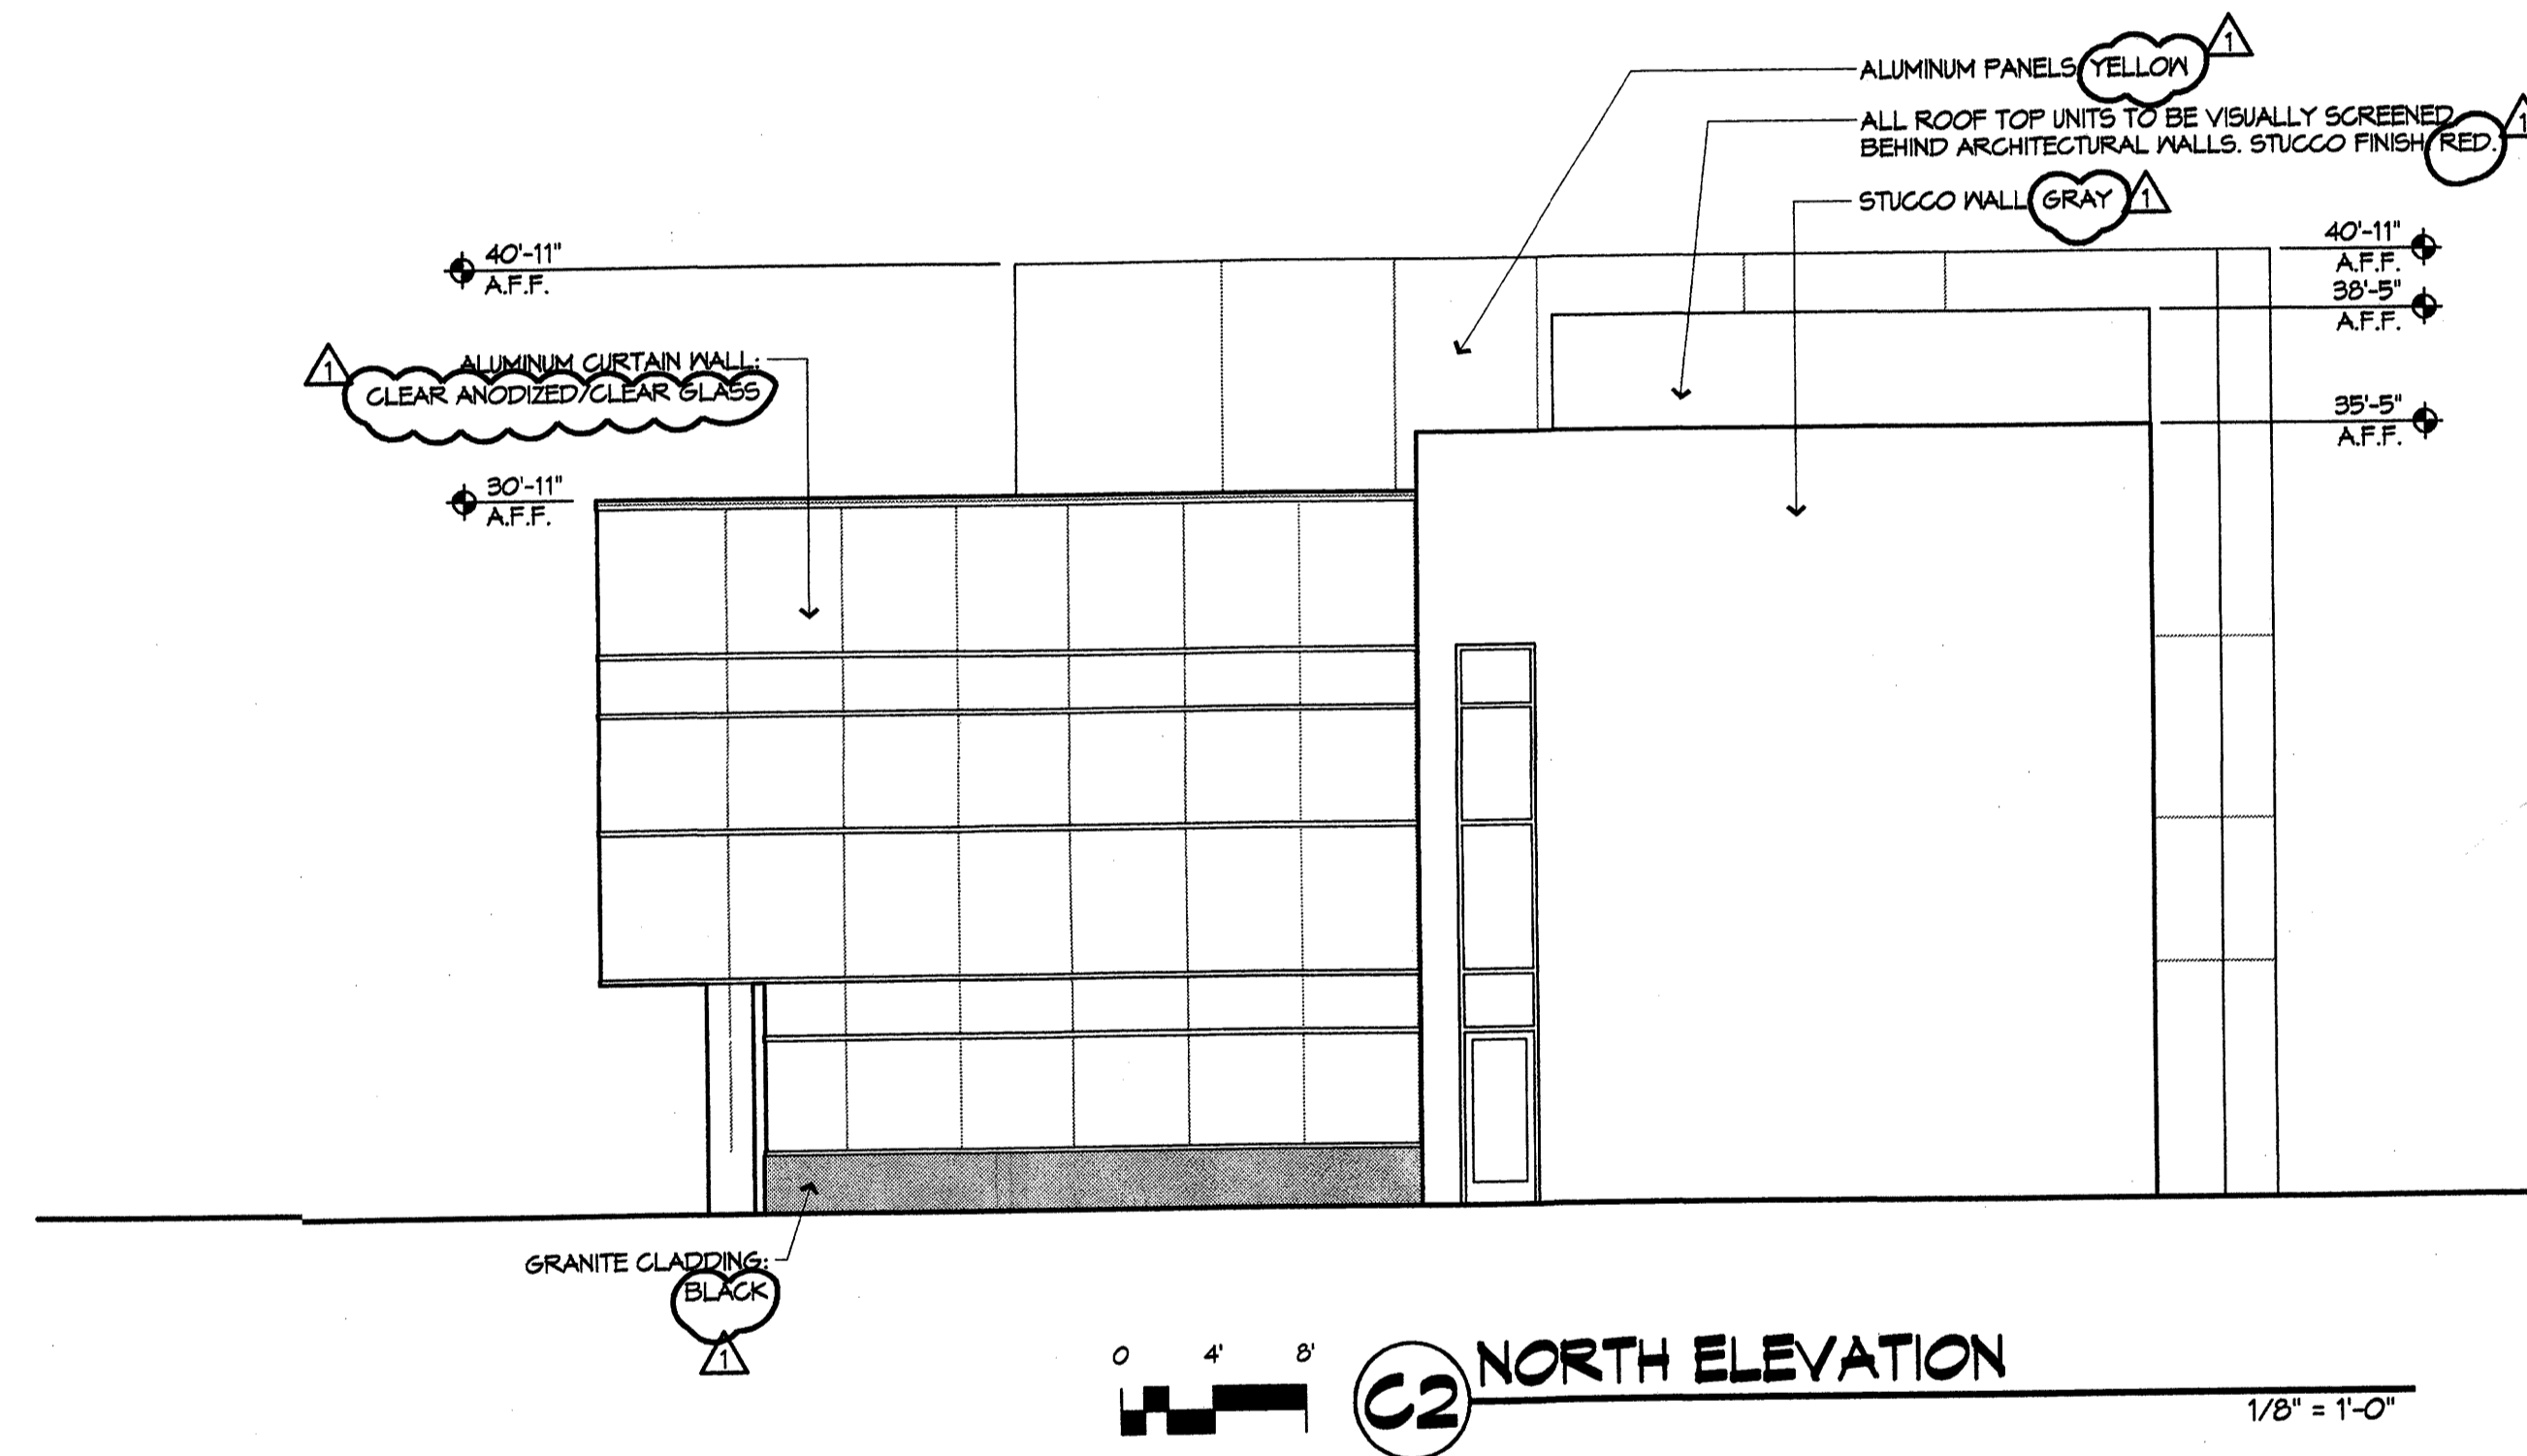 ALUMINUM PANELS YELLOW 1
ALL ROOF TOP UNITS TO BE VISUALLY SCREENED 1
BEHIND ARCHITECTURAL WALLS. STUCCO FINISH RED.
STUCCO WALL GRAY 1
40'-11"
A.F.F.
40'-11"
A.F.F.
38'-5"
A.F.F.
35'-5"
A.F.F.
1 ALUMINUM CURTAIN WALL:
CLEAR ANODIZED/CLEAR GLASS
30'-11"
A.F.F.
GRANITE CLADDING:
BLACK
1
0 4' 8'
C2 NORTH ELEVATION
1/8" = 1'-0"